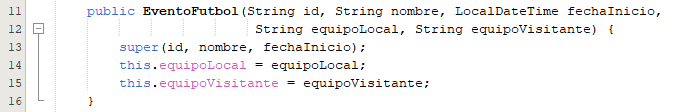 11 public EventoFutbol(String id, String nombre, LocalDateTime fechaInicio,
12 String equipoLocal, String equipoVisitante) {
13 super(id, nombre, fechaInicio);
14 this.equipoLocal = equipoLocal;
15 this.equipoVisitante = equipoVisitante;
16 }